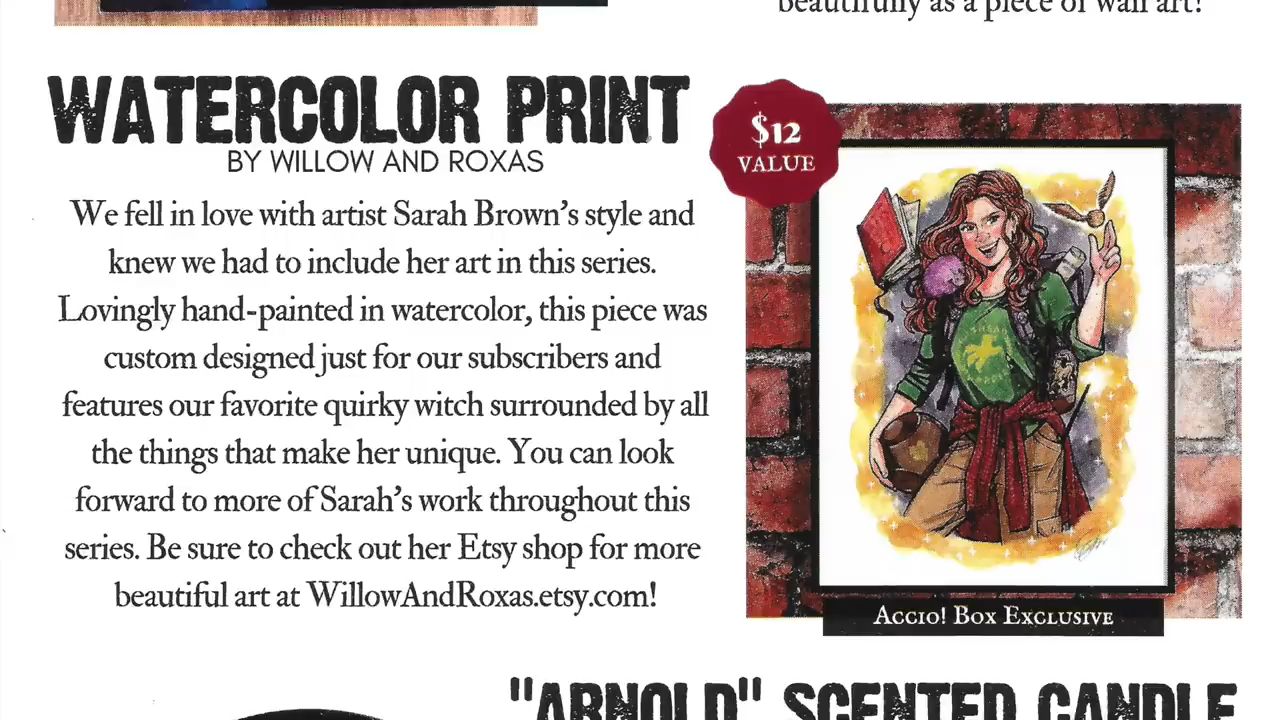 beautifully as a piece of wall art!
WATERCOLOR PRINT
BY WILLOW AND ROXAS
$12
VALUE
We fell in love with artist Sarah Brown's style and
knew we had to include her art in this series.
Lovingly hand-painted in watercolor, this piece was
custom designed just for our subscribers and
features our favorite quirky witch surrounded by all
the things that make her unique. You can look
forward to more of Sarah's work throughout this
series. Be sure to check out her Etsy shop for more
beautiful art at WillowAndRoxas.etsy.com!
Accio! Box Exclusive
"ARNOLD" SCENTED CANDLE